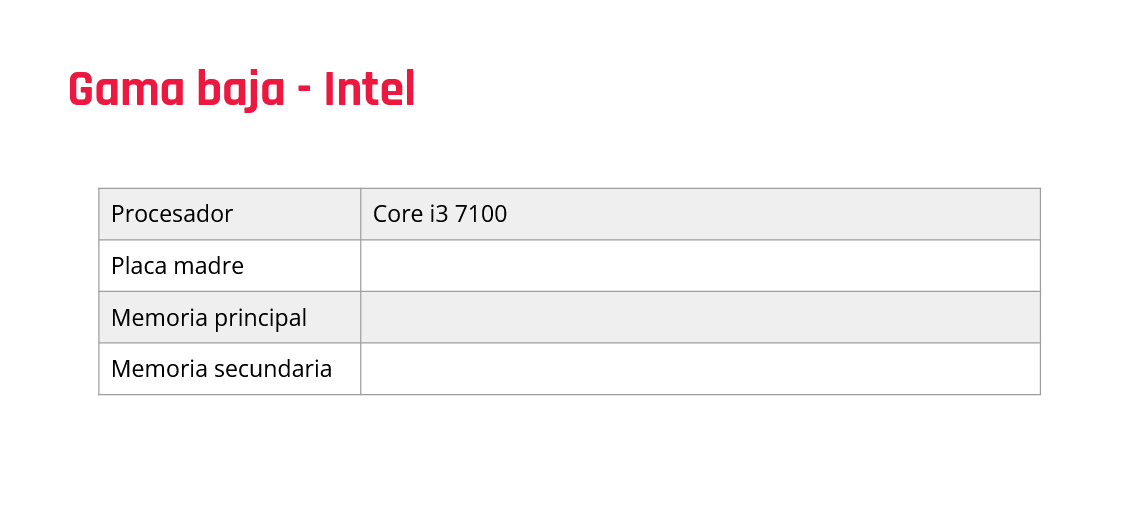 Gama baja - Intel
Procesador Core i3 7100
Placa madre
Memoria principal
Memoria secundaria